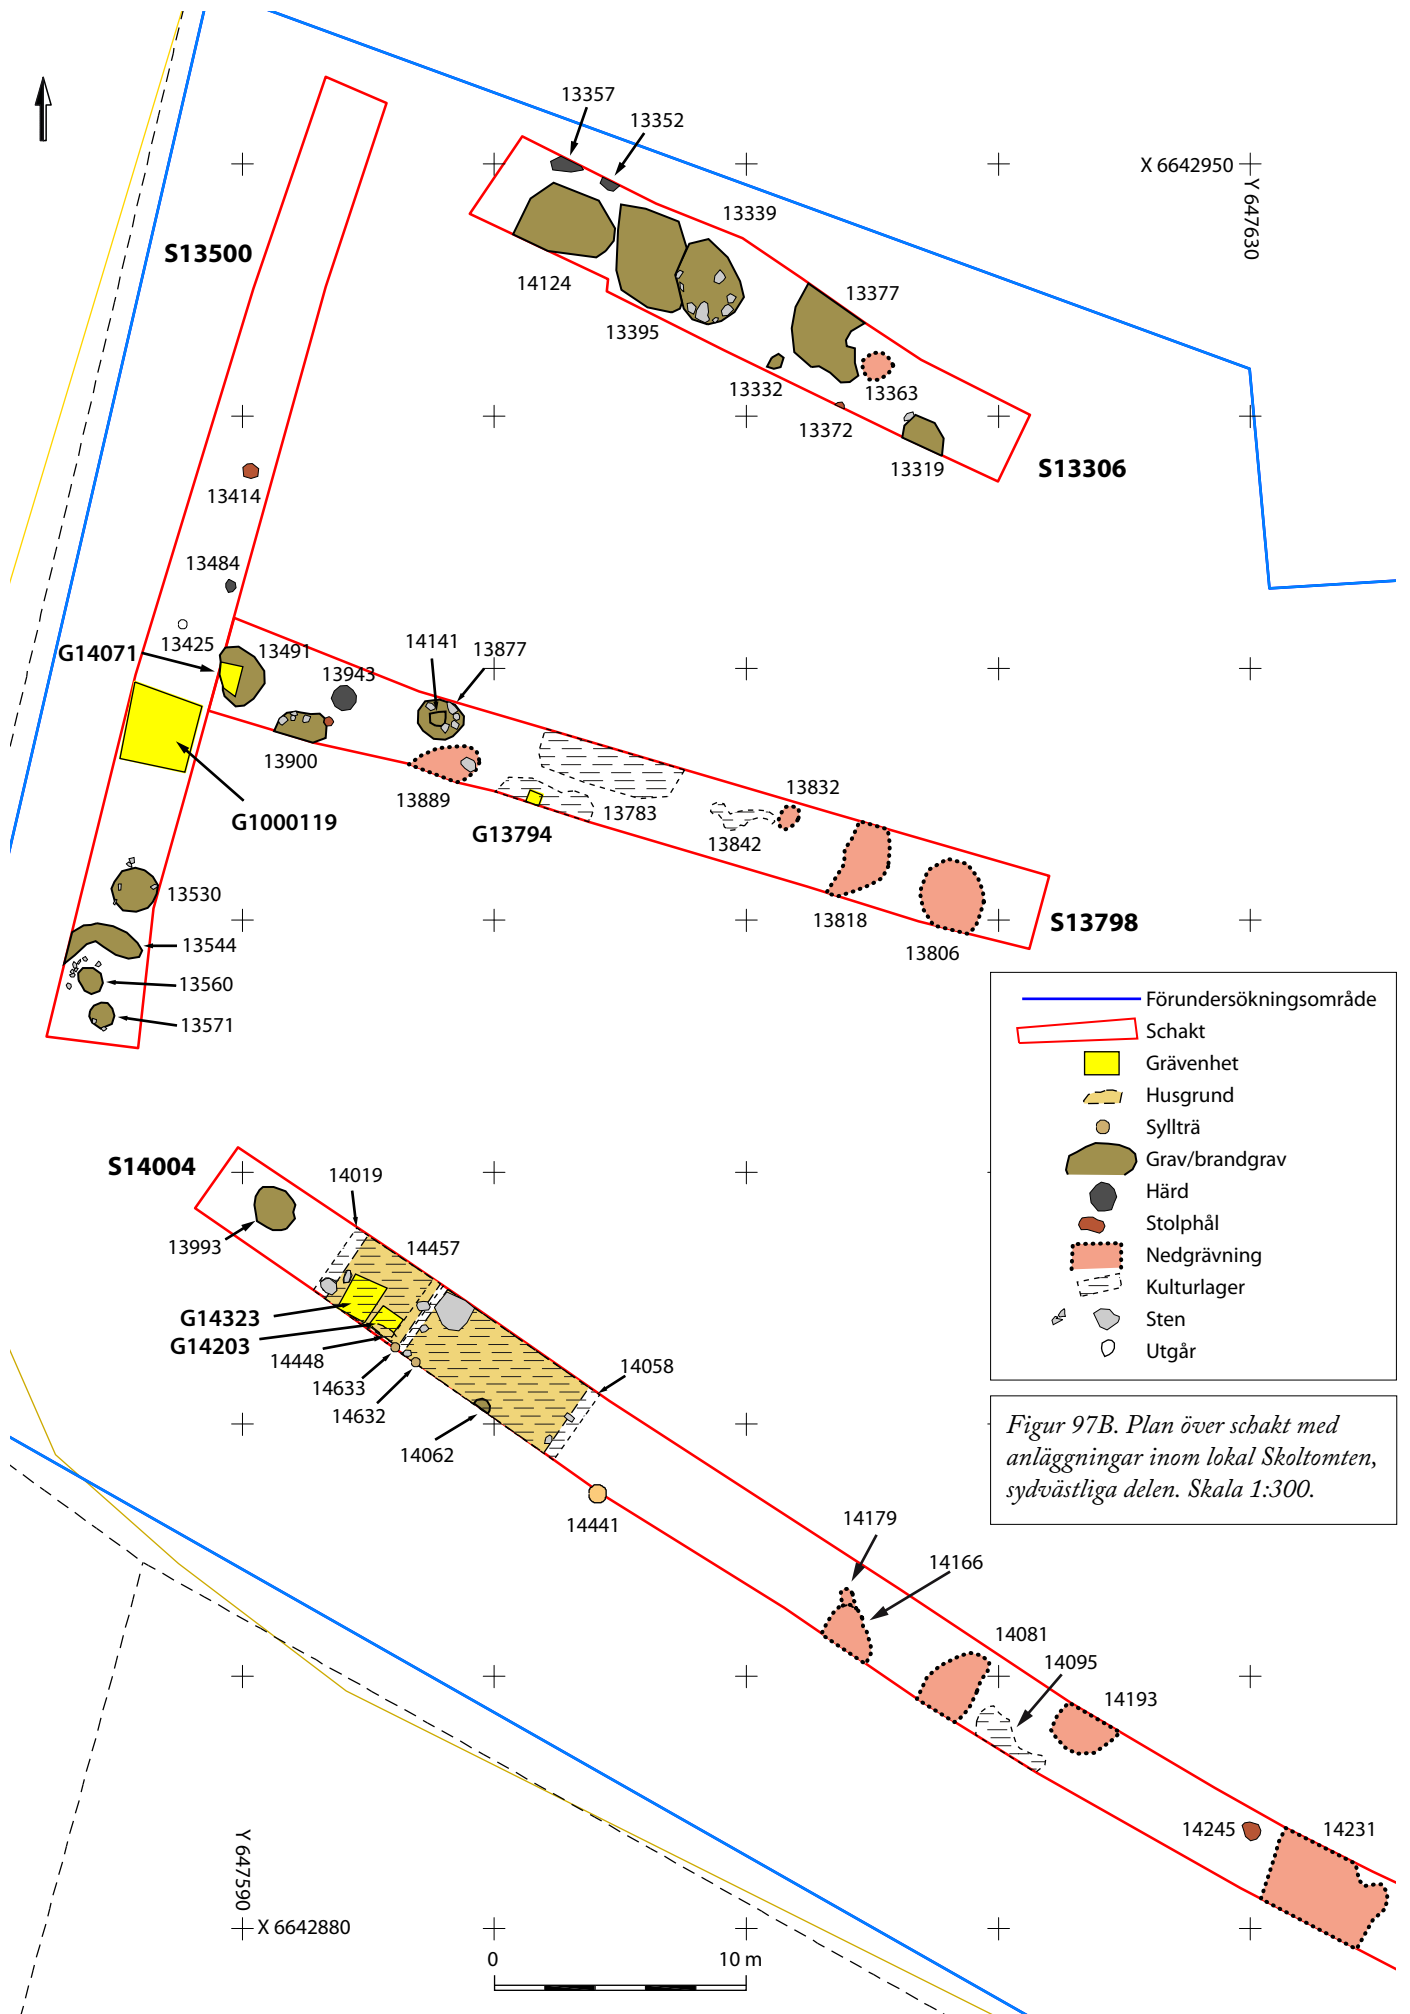 13357
13352
X 6642950
Y 647630
13339
S13500
14124
13377
13395
13332
13363
13372
13319
S13306
13414
13484
13425
14141
13877
G14071
13491
13943
13900
13889
13783
13832
G13794
13842
G1000119
13530
13818
S13798
13544
13806
13560
13571
Förundersökningsområde
Schakt
Grävenhet
Husgrund
Syllträ
Grav/brandgrav
Härd
Stolphål
Nedgrävning
Kulturlager
Sten
Utgår
S14004
14019
13993
14457
G14323
G14203
14448
14633
14632
14058
14062
14441
Figur 97B. Plan över schakt med
anläggningar inom lokal Skoltomten,
sydvästliga delen. Skala 1:300.
14179
14166
14081
14095
14193
14245
14231
Y 647590
X 6642880
0
10 m